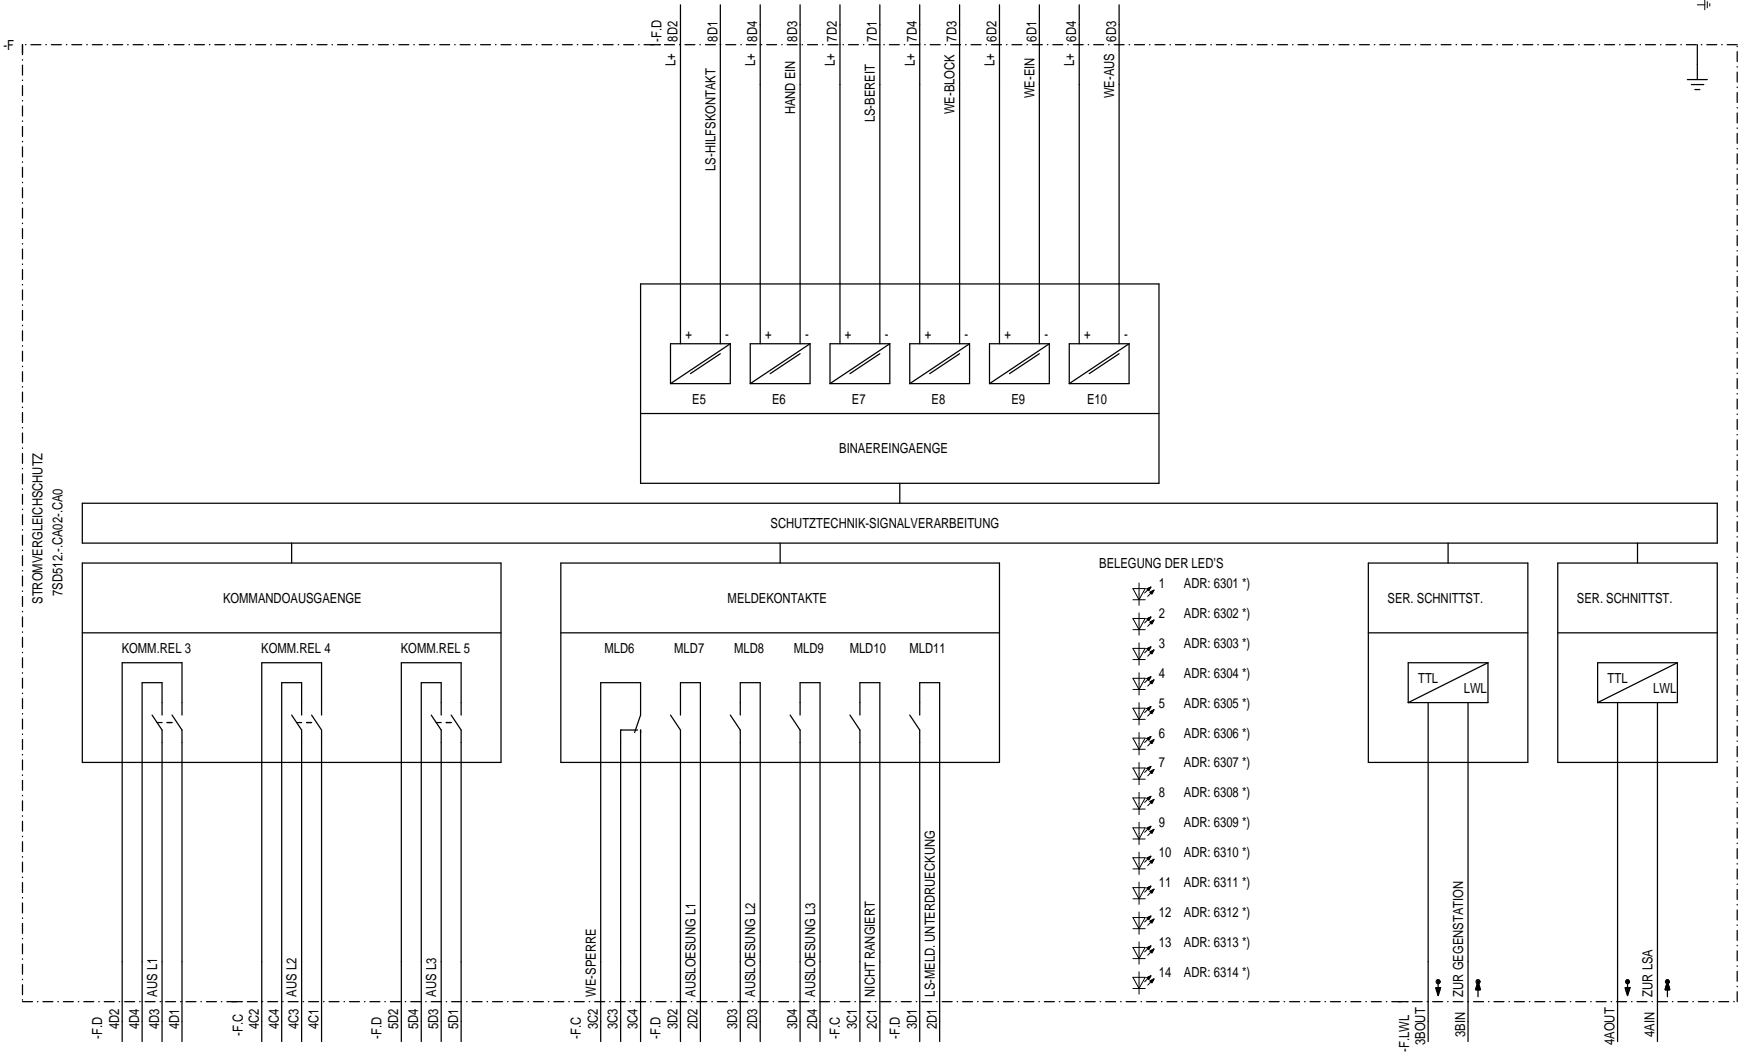 -F
-F.D
8D2
8D1
8D4
8D3
7D2
7D1
7D4
7D3
6D2
6D1
6D4
6D3
L+
LS-HILFSKONTAKT
L+
HAND EIN
L+
LS-BEREIT
L+
WE-BLOCK
L+
WE-EIN
L+
WE-AUS
+ - + - + - + - + - + -
E5 E6 E7 E8 E9 E10
BINAEREINGAENGE
STROMVERGLEICHSCHUTZ
7SD512.-.CA02-.CA0
SCHUTZTECHNIK-SIGNALVERARBEITUNG
KOMMANDOAUSGAENGE
KOMM.REL 3 KOMM.REL 4 KOMM.REL 5
MELDEKONTAKTE
MLD6 MLD7 MLD8 MLD9 MLD10 MLD11
BELEGUNG DER LED'S
1 ADR: 6301 *)
2 ADR: 6302 *)
3 ADR: 6303 *)
4 ADR: 6304 *)
5 ADR: 6305 *)
6 ADR: 6306 *)
7 ADR: 6307 *)
8 ADR: 6308 *)
9 ADR: 6309 *)
10 ADR: 6310 *)
11 ADR: 6311 *)
12 ADR: 6312 *)
13 ADR: 6313 *)
14 ADR: 6314 *)
SER. SCHNITTST.
TTL
LWL
SER. SCHNITTST.
TTL
LWL
AUS L1
AUS L2
AUS L3
WE-SPERRE
AUSLOESUNG L1
AUSLOESUNG L2
AUSLOESUNG L3
NICHT RANGIERT
LS-MELD. UNTERDRUECKUNG
ZUR GEGENSTATION
ZUR LSA
-F.D
4D2
4D4
4D3
4D1
-F.C
4C2
4C4
4C3
4C1
-F.D
5D2
5D4
5D3
5D1
-F.C
3C2
3C3
3C4
-F.D
3D2
2D2
3D3
2D3
3D4
2D4
-F.C
3C1
2C1
-F.D
3D1
2D1
-F.LWL
3BOUT
3BIN
4AOUT
4AIN